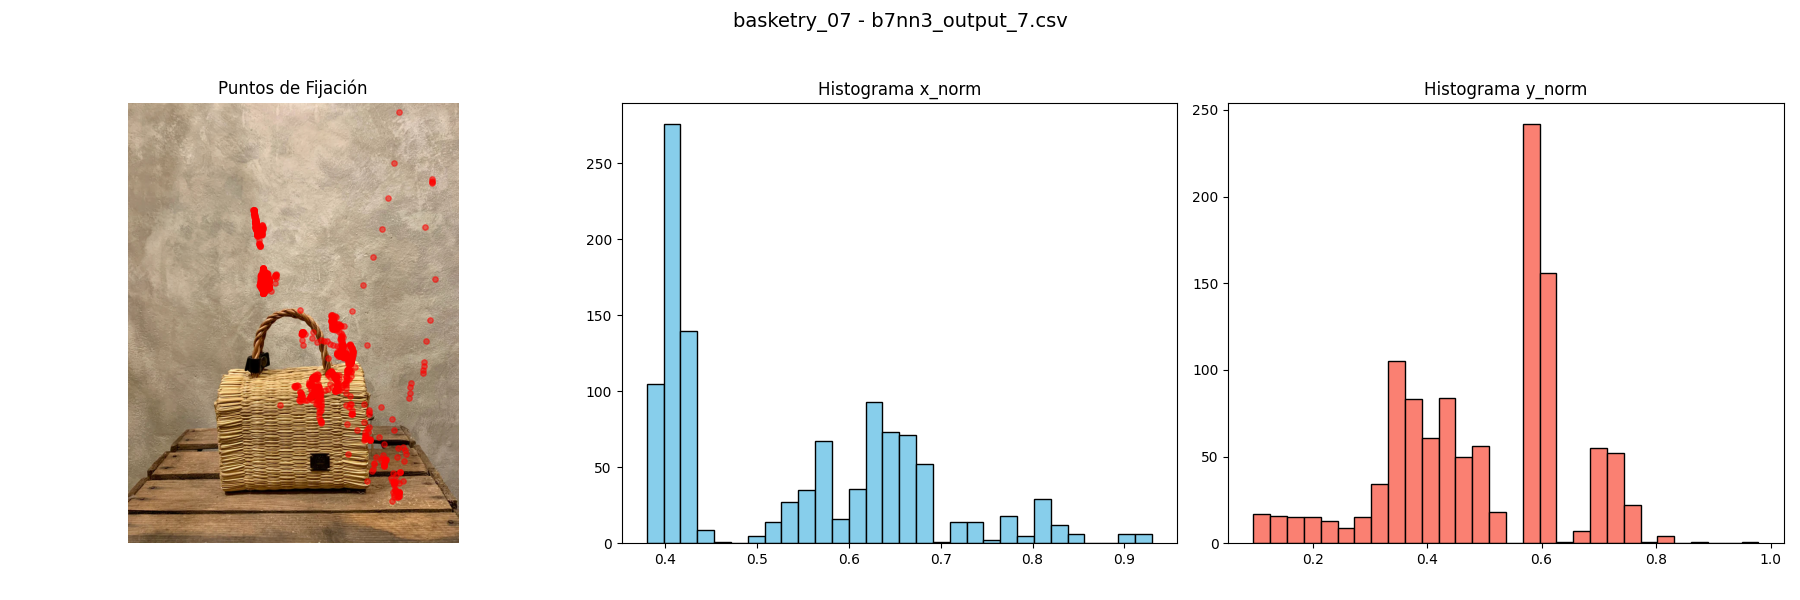 basketry_07 - b7nn3_output_7.csv
Puntos de Fijación
Histograma x_norm
Histograma y_norm
250
200
150
100
50
0
0.4 0.5 0.6 0.7 0.8 0.9
250
200
150
100
50
0
0.2 0.4 0.6 0.8 1.0